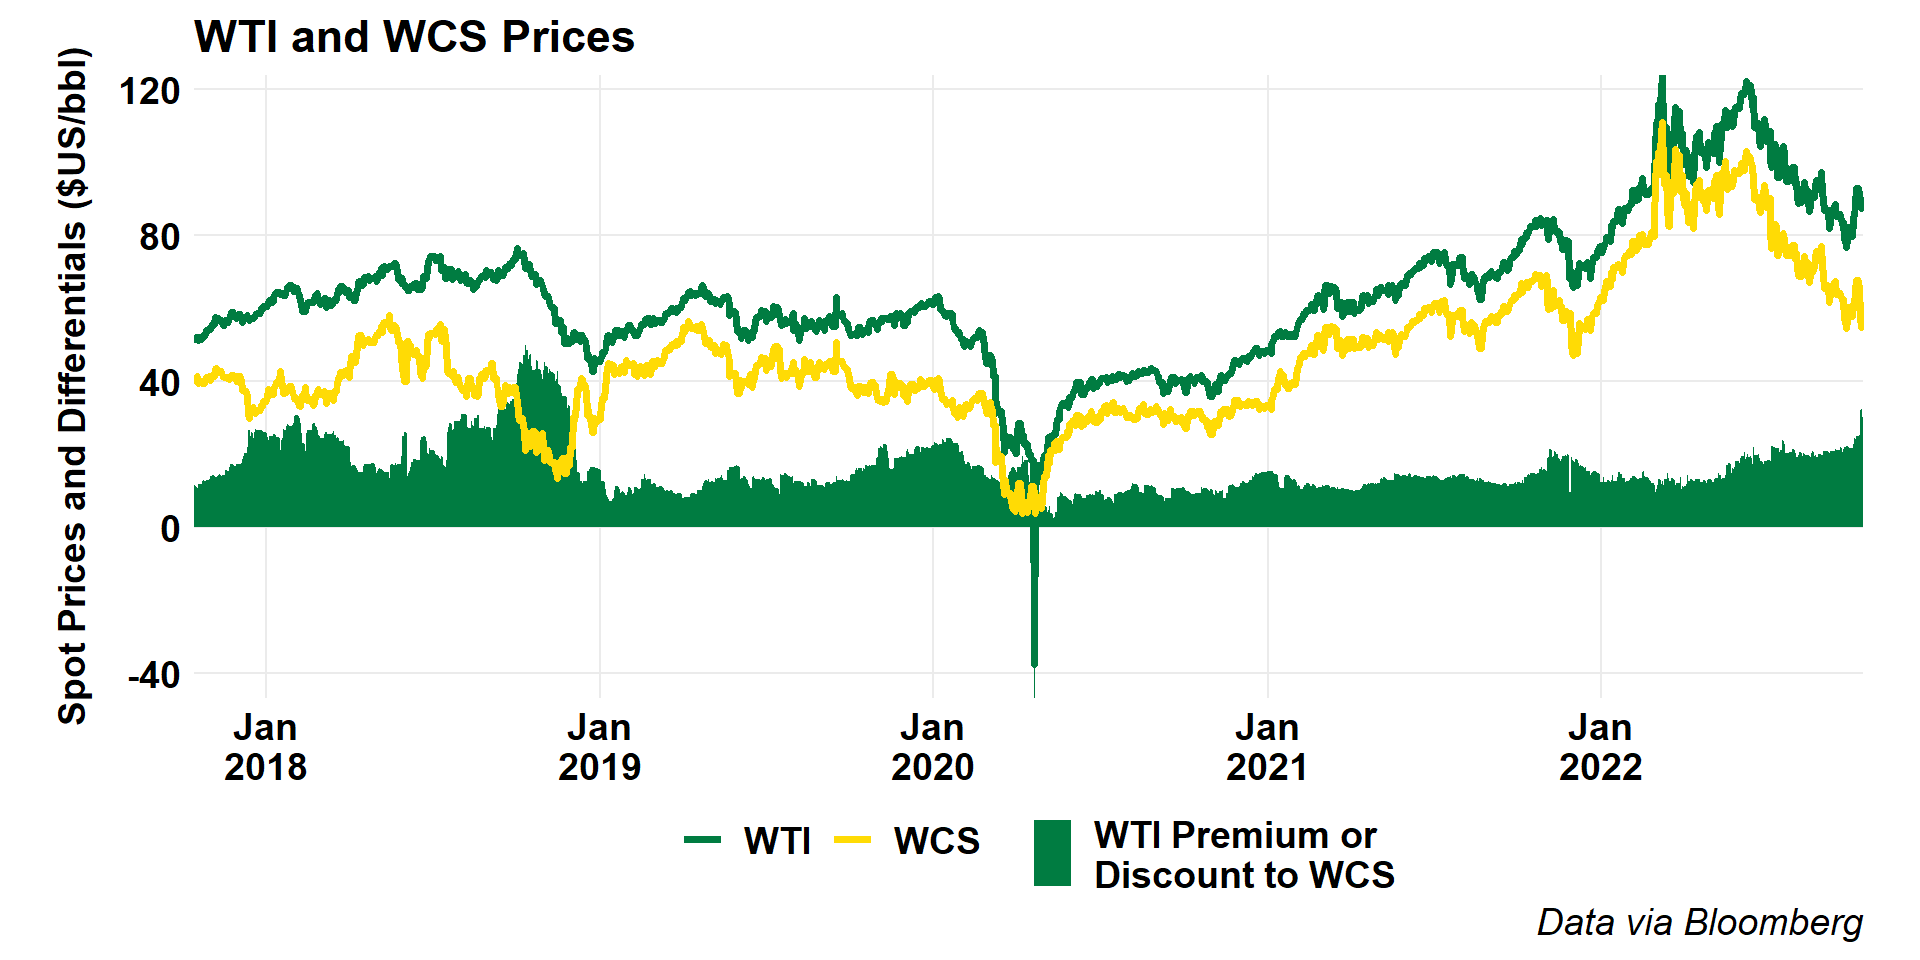 WTI and WCS Prices
Spot Prices and Differentials ($US/bbl)
120
80
40
0
-40
Jan
2018
Jan
2019
Jan
2020
Jan
2021
Jan
2022
WTI
WCS
WTI Premium or
Discount to WCS
Data via Bloomberg